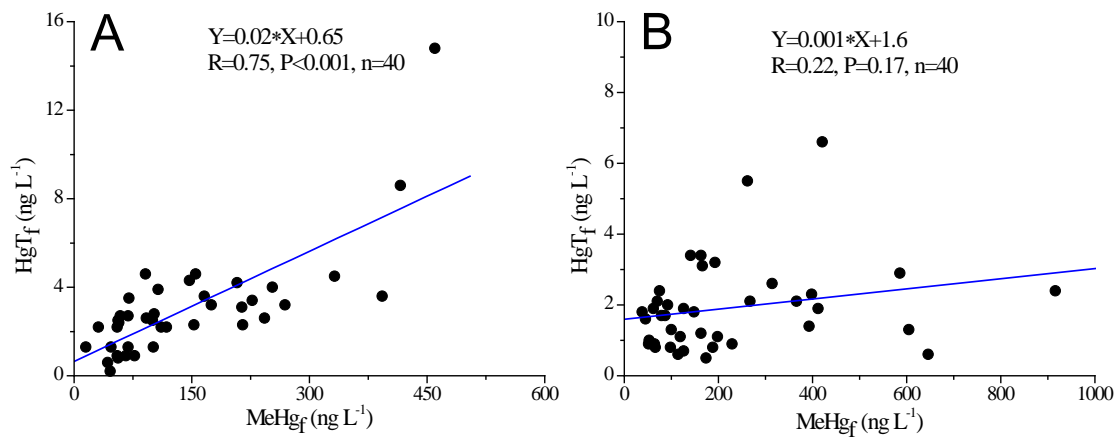 A
Y=0.02*X+0.65
R=0.75, P<0.001, n=40
HgT_f (ng L^-1)
16
12
8
4
0
0 150 300 450 600
MeHg_f (ng L^-1)
B
Y=0.001*X+1.6
R=0.22, P=0.17, n=40
HgT_f (ng L^-1)
10
8
6
4
2
0
0 200 400 600 800 1000
MeHg_f (ng L^-1)